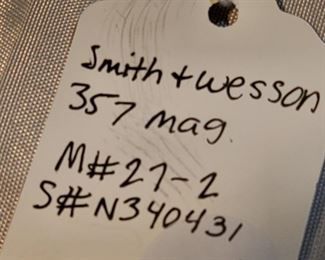 Smith + Wesson
357 mag.
M# 27-2
S# N340431